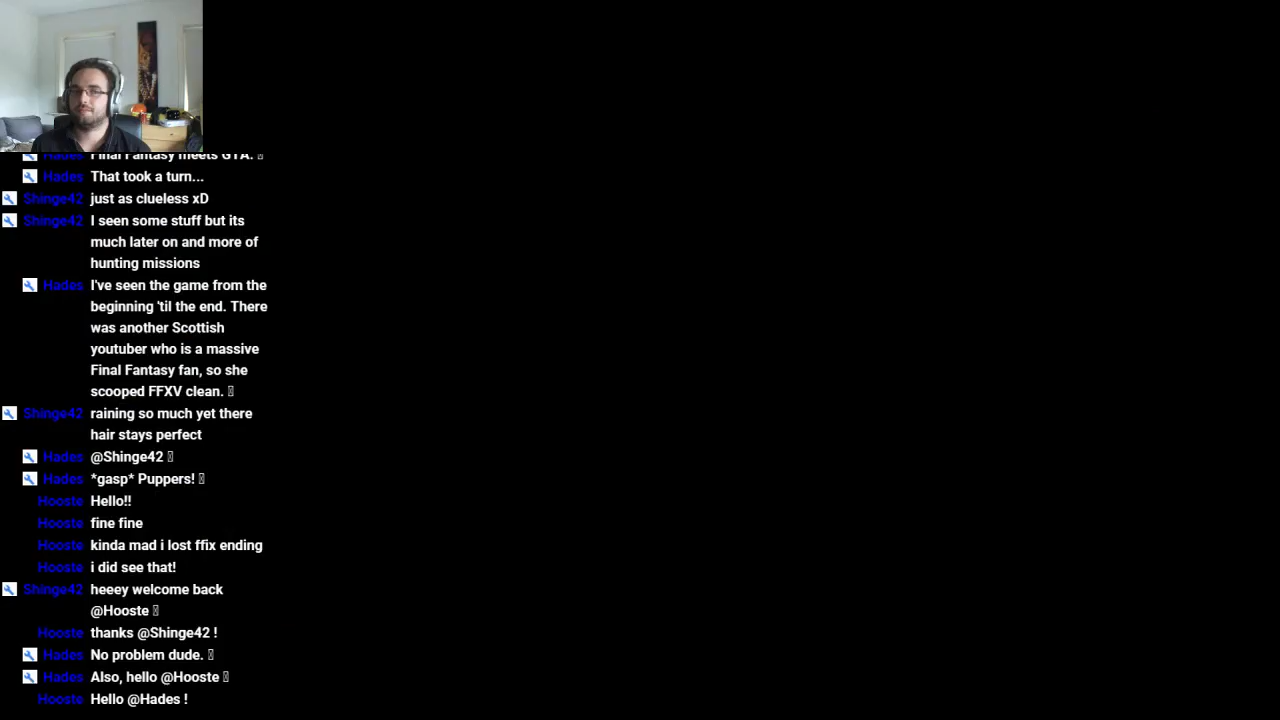 Hades Final Fantasy meets GTA.
Hades That took a turn...
Shinge42 just as clueless xD
Shinge42 I seen some stuff but its
much later on and more of
hunting missions
Hades I've seen the game from the
beginning 'til the end. There
was another Scottish
youtuber who is a massive
Final Fantasy fan, so she
scooped FFXV clean.
Shinge42 raining so much yet there
hair stays perfect
Hades @Shinge42
Hades *gasp* Puppers!
Hooste Hello!!
Hooste fine fine
Hooste kinda mad i lost ffix ending
Hooste i did see that!
Shinge42 heeey welcome back
@Hooste
Hooste thanks @Shinge42 !
Hades No problem dude.
Hades Also, hello @Hooste
Hooste Hello @Hades !